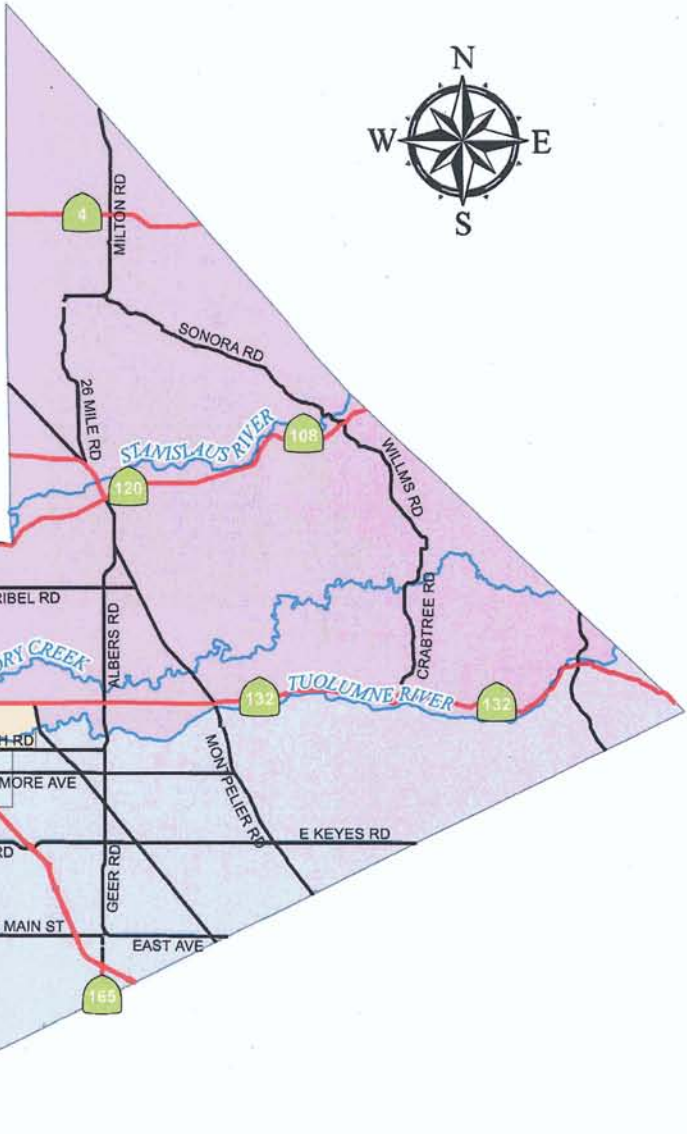 N
W E
S
4
MILTON RD
SONORA RD
26 MILE RD
STANISLAUS RIVER
108
120
WILLMS RD
RIBEL RD
ALBERS RD
CRABTREE RD
DRY CREEK
132
TUOLUMNE RIVER
132
H RD
MORE AVE
MONTPELIER RD
E KEYES RD
RD
GEER RD
MAIN ST
EAST AVE
165